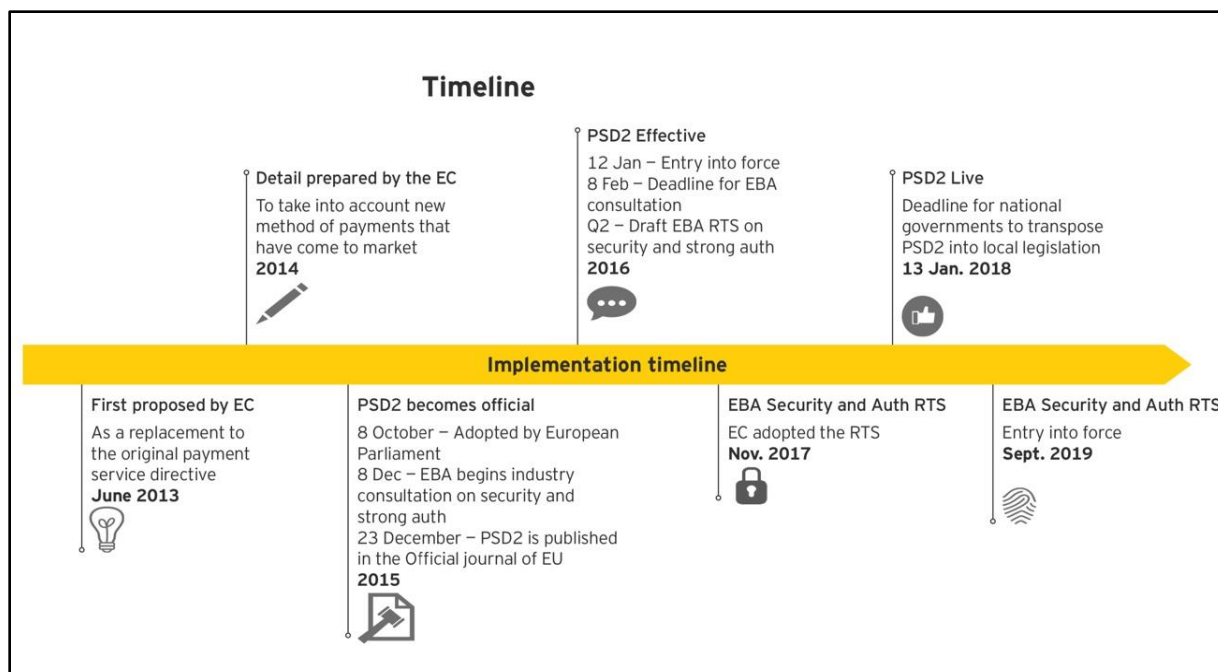 Timeline
Detail prepared by the EC
To take into account new
method of payments that
have come to market
2014
PSD2 Effective
12 Jan – Entry into force
8 Feb – Deadline for EBA
consultation
Q2 – Draft EBA RTS on
security and strong auth
2016
PSD2 Live
Deadline for national
governments to transpose
PSD2 into local legislation
13 Jan. 2018
Implementation timeline
First proposed by EC
As a replacement to
the original payment
service directive
June 2013
PSD2 becomes official
8 October – Adopted by European
Parliament
8 Dec – EBA begins industry
consultation on security and
strong auth
23 December – PSD2 is published
in the Official journal of EU
2015
EBA Security and Auth RTS
EC adopted the RTS
Nov. 2017
EBA Security and Auth RTS
Entry into force
Sept. 2019